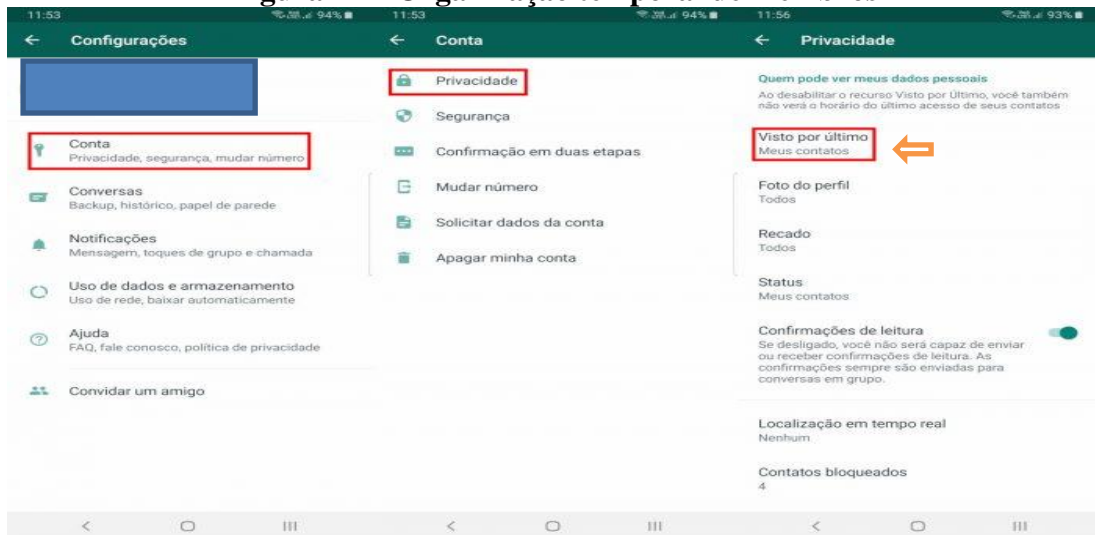 11:53
94%
Configurações
Conta
Privacidade, segurança, mudar número
Conversas
Backup, histórico, papel de parede
Notificações
Mensagem, toques de grupo e chamada
Uso de dados e armazenamento
Uso de rede, baixar automaticamente
Ajuda
FAQ, fale conosco, política de privacidade
Convidar um amigo
11:53
94%
Conta
Privacidade
Segurança
Confirmação em duas etapas
Mudar número
Solicitar dados da conta
Apagar minha conta
11:56
93%
Privacidade
Quem pode ver meus dados pessoais
Ao desabilitar o recurso Visto por Último, você também
não verá o horário do último acesso de seus contatos
Visto por último
Meus contatos
Foto do perfil
Todos
Recado
Todos
Status
Meus contatos
Confirmações de leitura
Se desligado, você não será capaz de enviar
ou receber confirmações de leitura. As
confirmações sempre são enviadas para
conversas em grupo.
Localização em tempo real
Nenhum
Contatos bloqueados
4